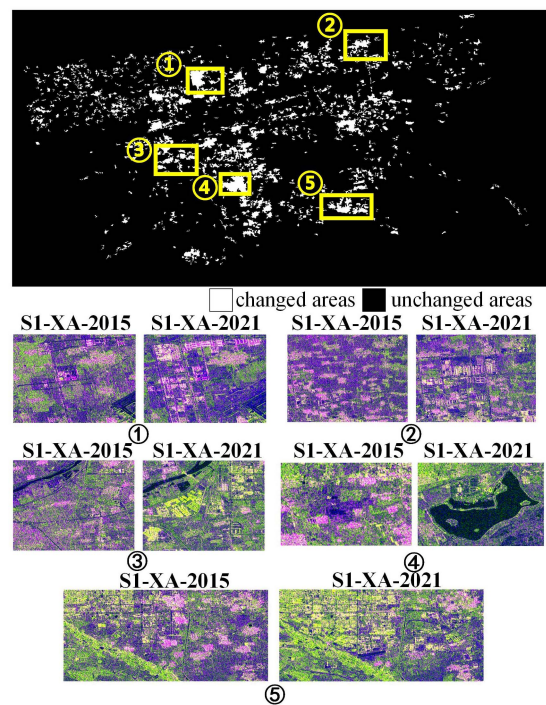 ②
①
③
④
⑤
changed areas unchanged areas
S1-XA-2015 S1-XA-2021 S1-XA-2015 S1-XA-2021
① ②
S1-XA-2015 S1-XA-2021 S1-XA-2015 S1-XA-2021
③ ④
S1-XA-2015 S1-XA-2021
⑤